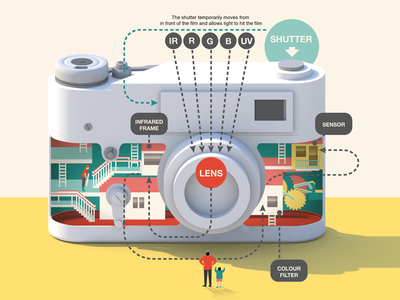 The shutter temporarily moves from
in front of the film and allows light to hit the film
SHUTTER
IR R G B UV
INFRARED
FRAME
SENSOR
LENS
COLOUR
FILTER